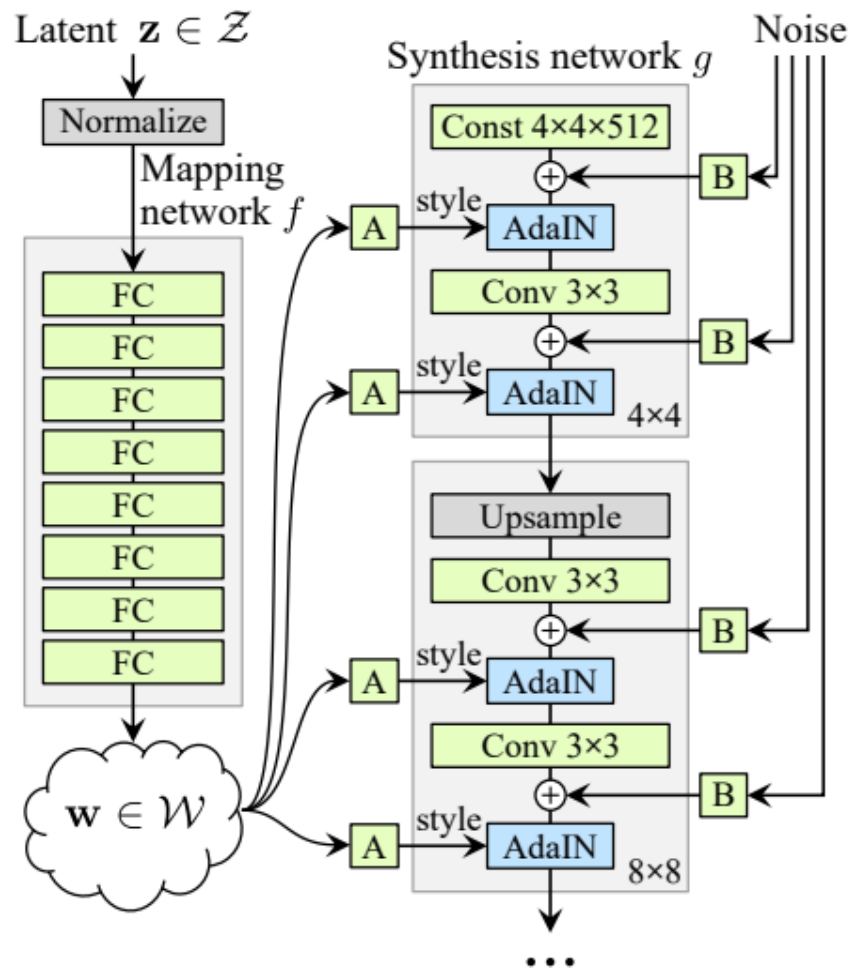 Latent z ∈ 𝒵
Normalize
Mapping
network f
FC
FC
FC
FC
FC
FC
FC
FC
w ∈ 𝒲
Synthesis network g
Noise
Const 4×4×512
B
style
A
AdaIN
Conv 3×3
B
style
A
AdaIN
4×4
Upsample
Conv 3×3
B
style
A
AdaIN
Conv 3×3
B
style
A
AdaIN
8×8
...